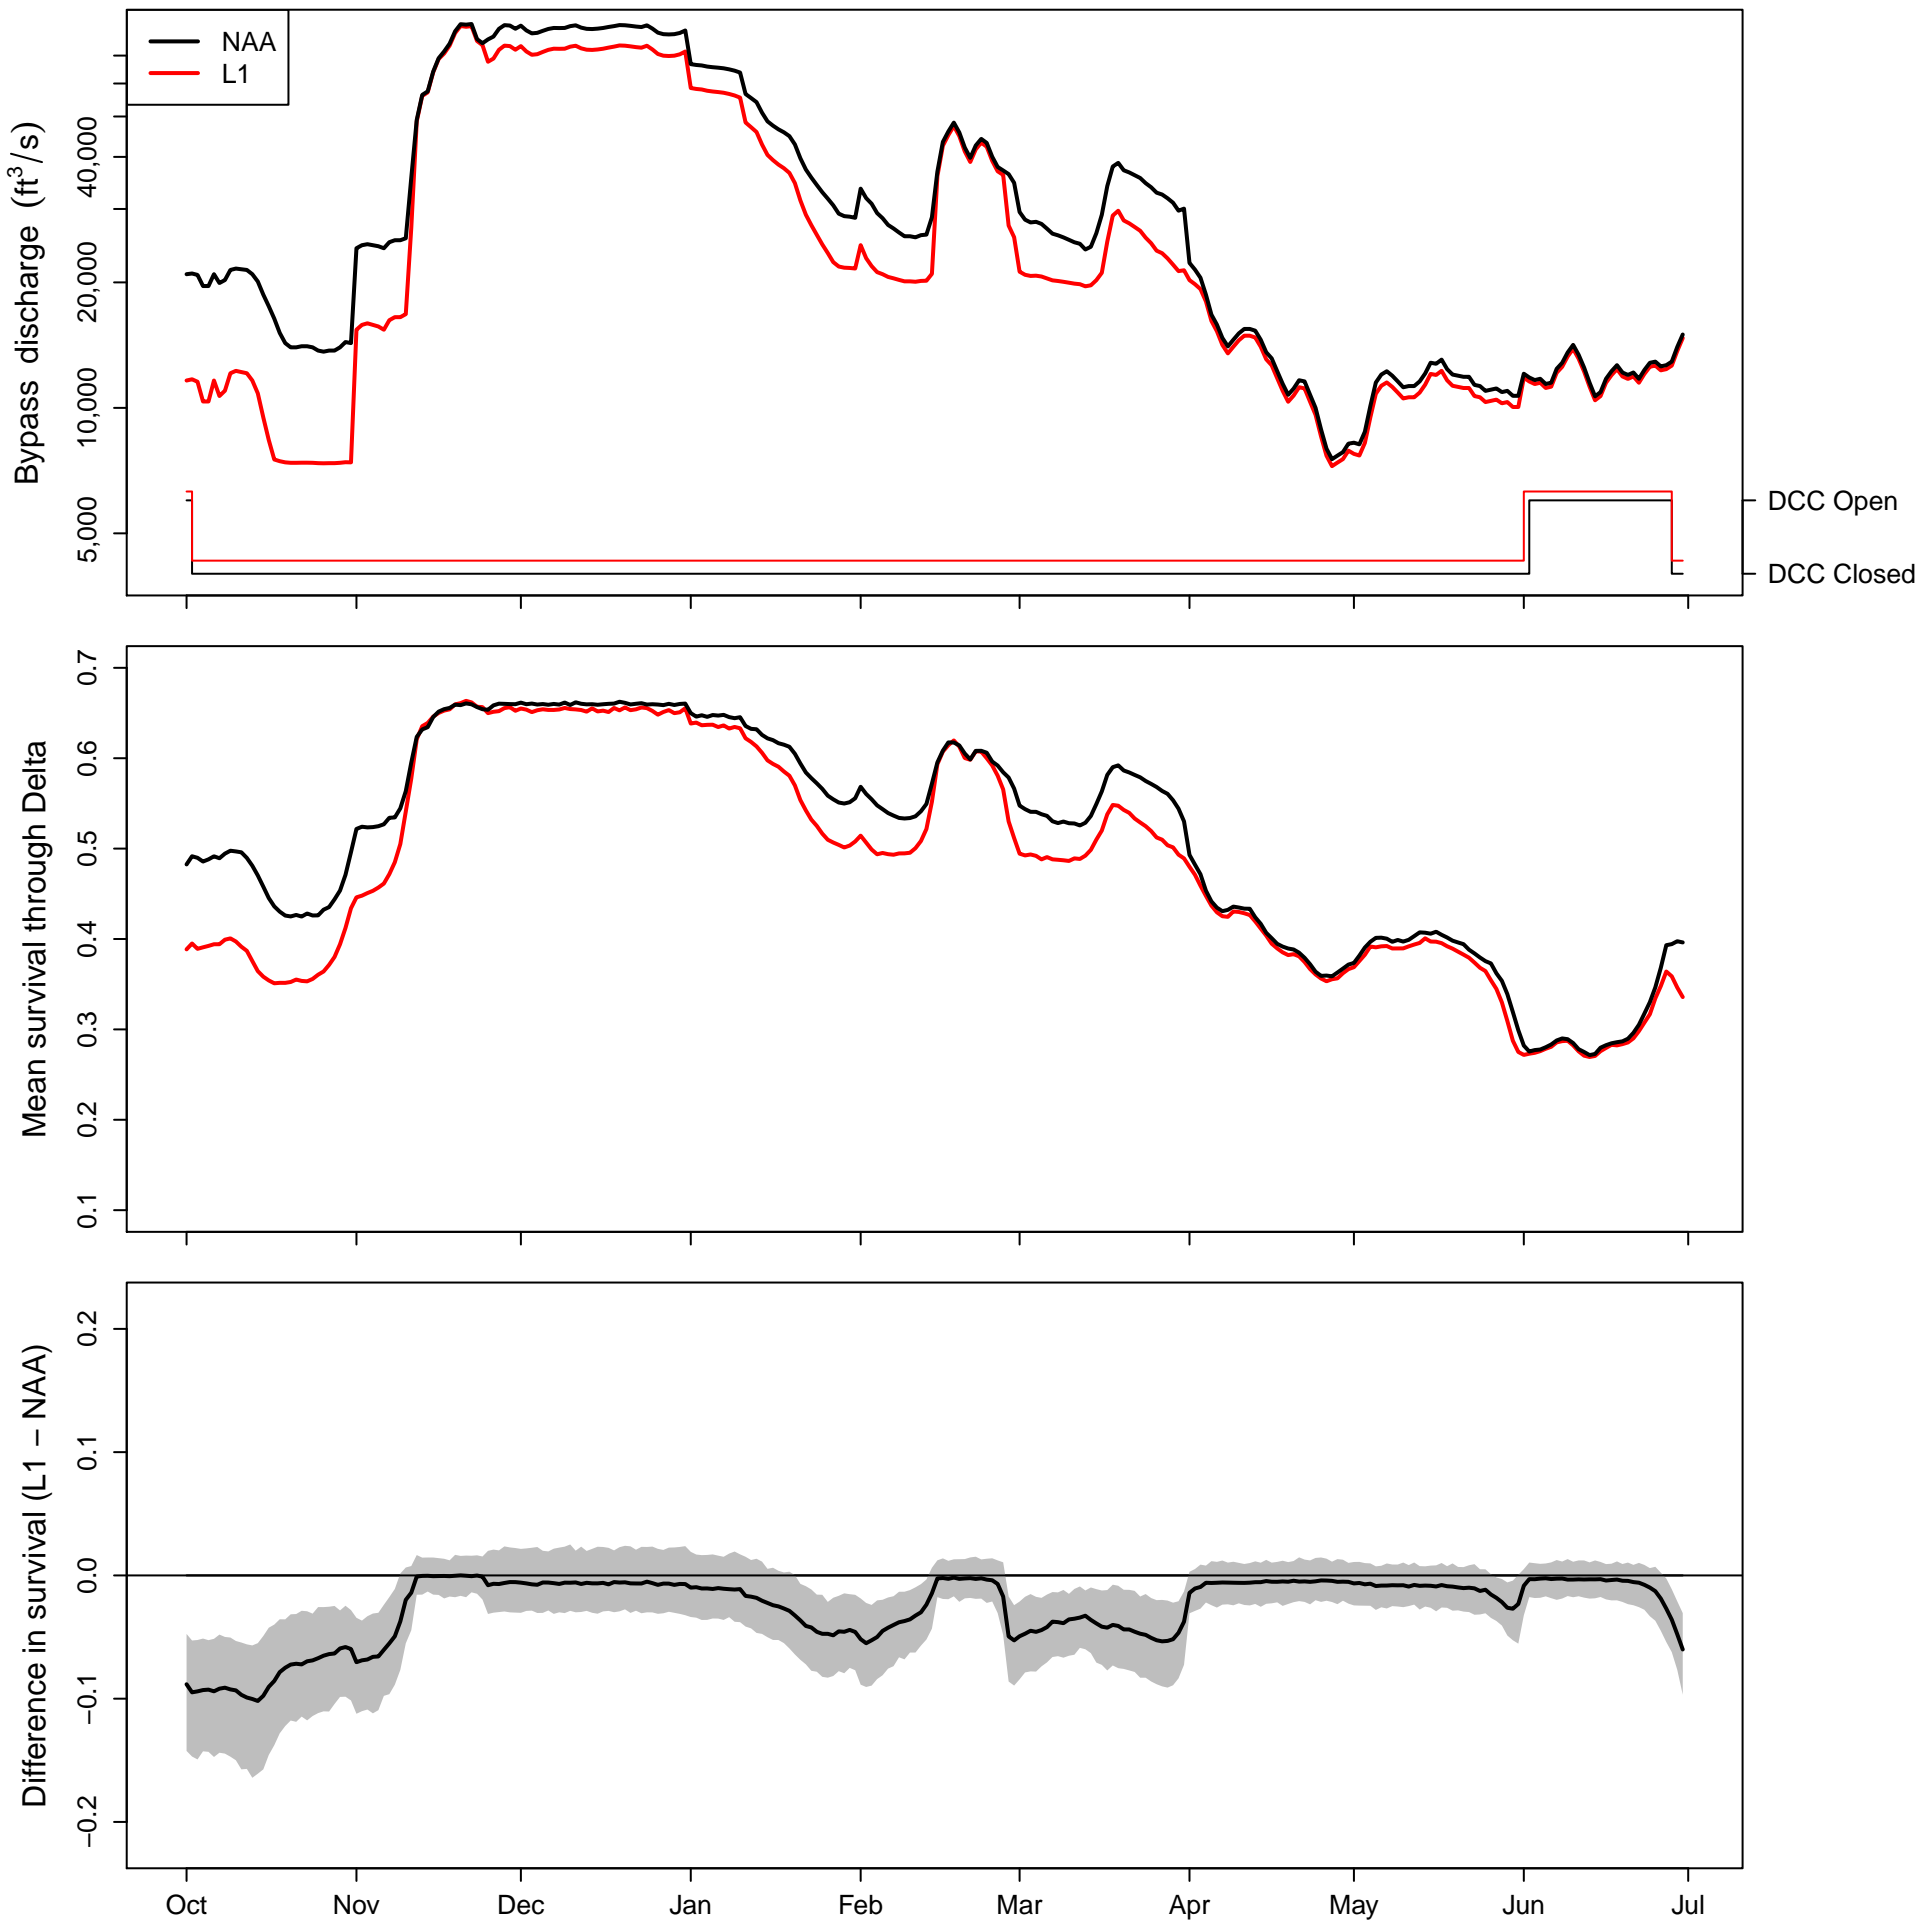 NAA
L1
Bypass discharge (ft³/s)
40,000
20,000
10,000
5,000
DCC Open
DCC Closed
Mean survival through Delta
0.7
0.6
0.5
0.4
0.3
0.2
0.1
Difference in survival (L1 − NAA)
0.2
0.1
0.0
−0.1
−0.2
Oct Nov Dec Jan Feb Mar Apr May Jun Jul